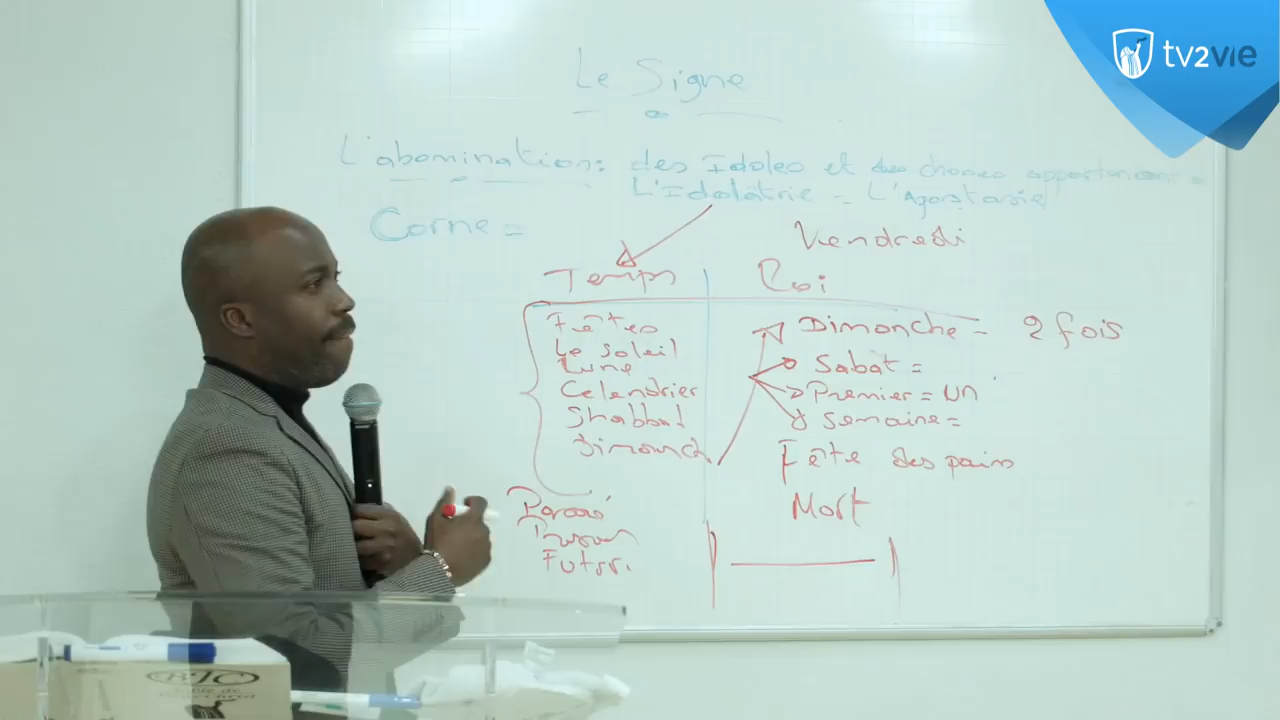 tv2vie
Le Signe
L'abomination: des Idoles et des choses appartenant
L'Idolâtrie = L'Apostasie
Corne =
Vendredi
Temps
Loi
Fêtes
Le Soleil
Lune
Calendrier
Shabbat
Dimanch
Dimanche = 2 fois
Sabat =
Premier = un
Semaine =
Fête des pains
Mort
Passé
Futur
BTC